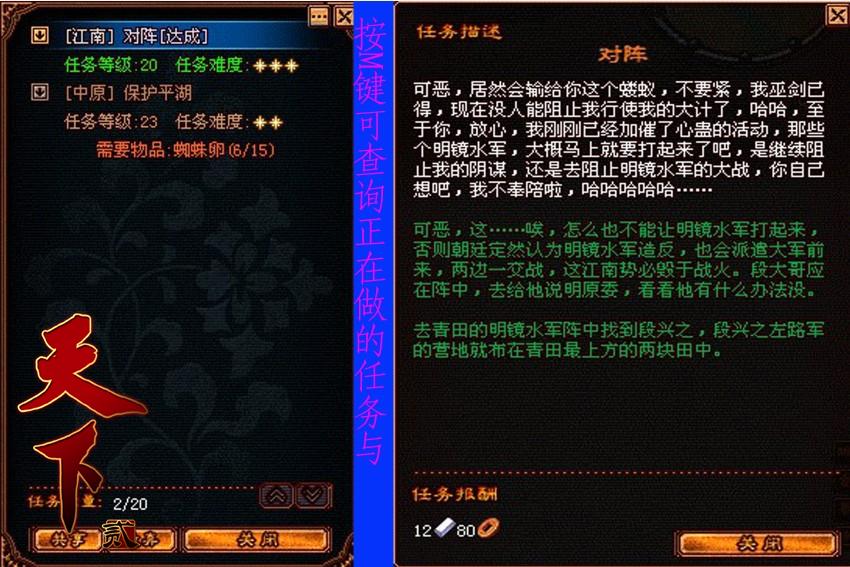 [江南] 对阵[达成]
任务等级:20 任务难度:
[中原] 保护平湖
任务等级:23 任务难度:
需要物品:蜘蛛卵(6/15)
天下
贰
任务 量: 2/20
共享
弃
关闭
按M键可查询正在做的任务与
任务描述
对阵
可恶，居然会输给你这个蝼蚁，不要紧，我巫剑已
得，现在没人能阻止我行使我的大计了，哈哈，至
于你，放心，我刚刚已经加催了心蛊的活动，那些
个明镜水军，大概马上就要打起来了吧，是继续阻
止我的阴谋，还是去阻止明镜水军的大战，你自己
想吧，我不奉陪啦，哈哈哈哈哈……
可恶，这……唉，怎么也不能让明镜水军打起来，
否则朝廷定然认为明镜水军造反，也会派遣大军前
来，两边一交战，这江南势必毁于战火。段大哥应
在阵中，去给他说明原委，看看他有什么办法没。
去青田的明镜水军阵中找到段兴之，段兴之左路军
的营地就布在青田最上方的两块田中。
任务报酬
12 80
关闭